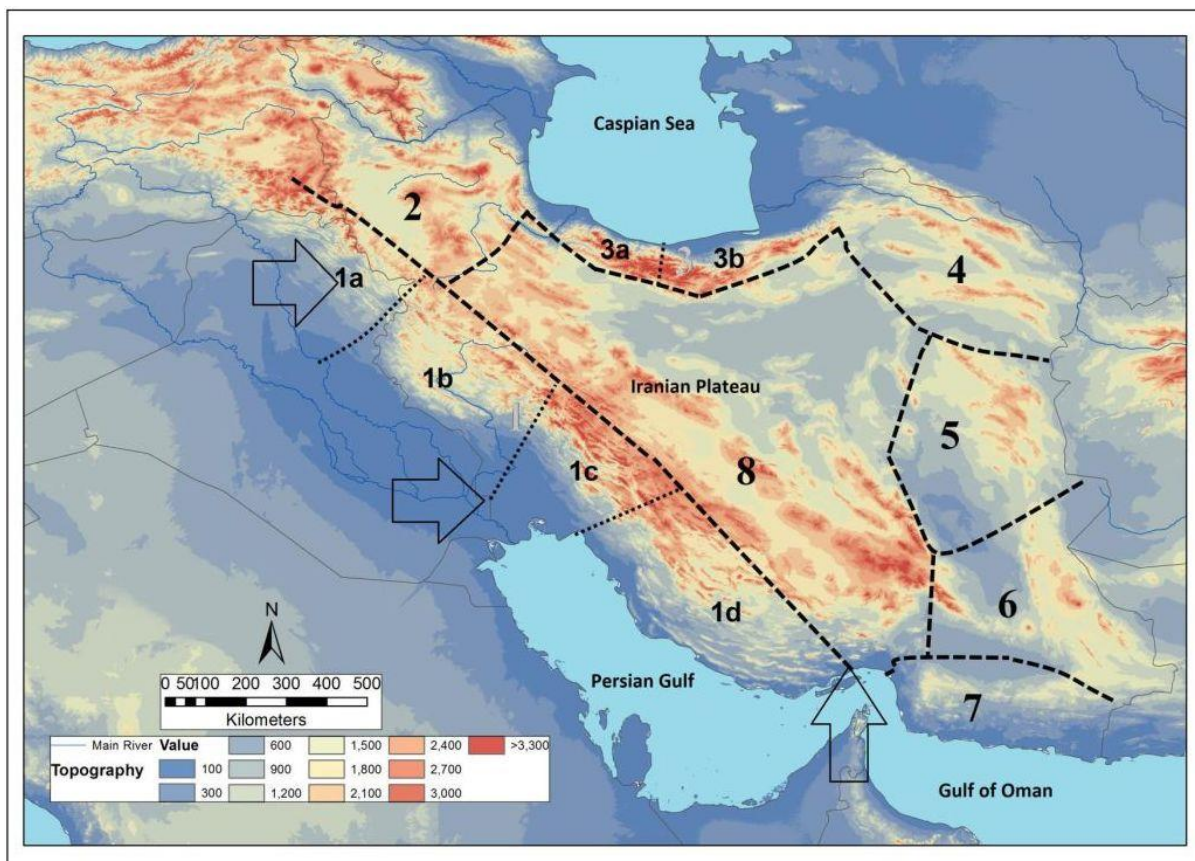 Caspian Sea
2
3a
3
3b
1a
4
1b
Iranian Plateau
1
5
1c
8
N
1d
6
0 50100 200 300 400 500
Kilometers
Persian Gulf
7
Main River Value
Topography
100
300
600
900
1,200
1,500
1,800
2,100
2,400
2,700
3,000
>3,300
Gulf of Oman